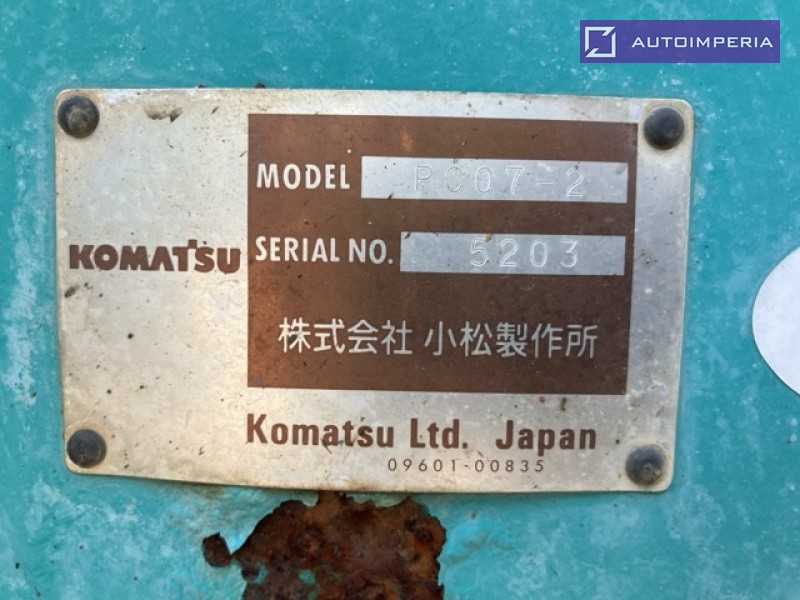 AUTOIMPERIA
MODEL PC07-2
KOMATSU
SERIAL NO. 5203
株式会社 小松製作所
Komatsu Ltd. Japan
09601-00835